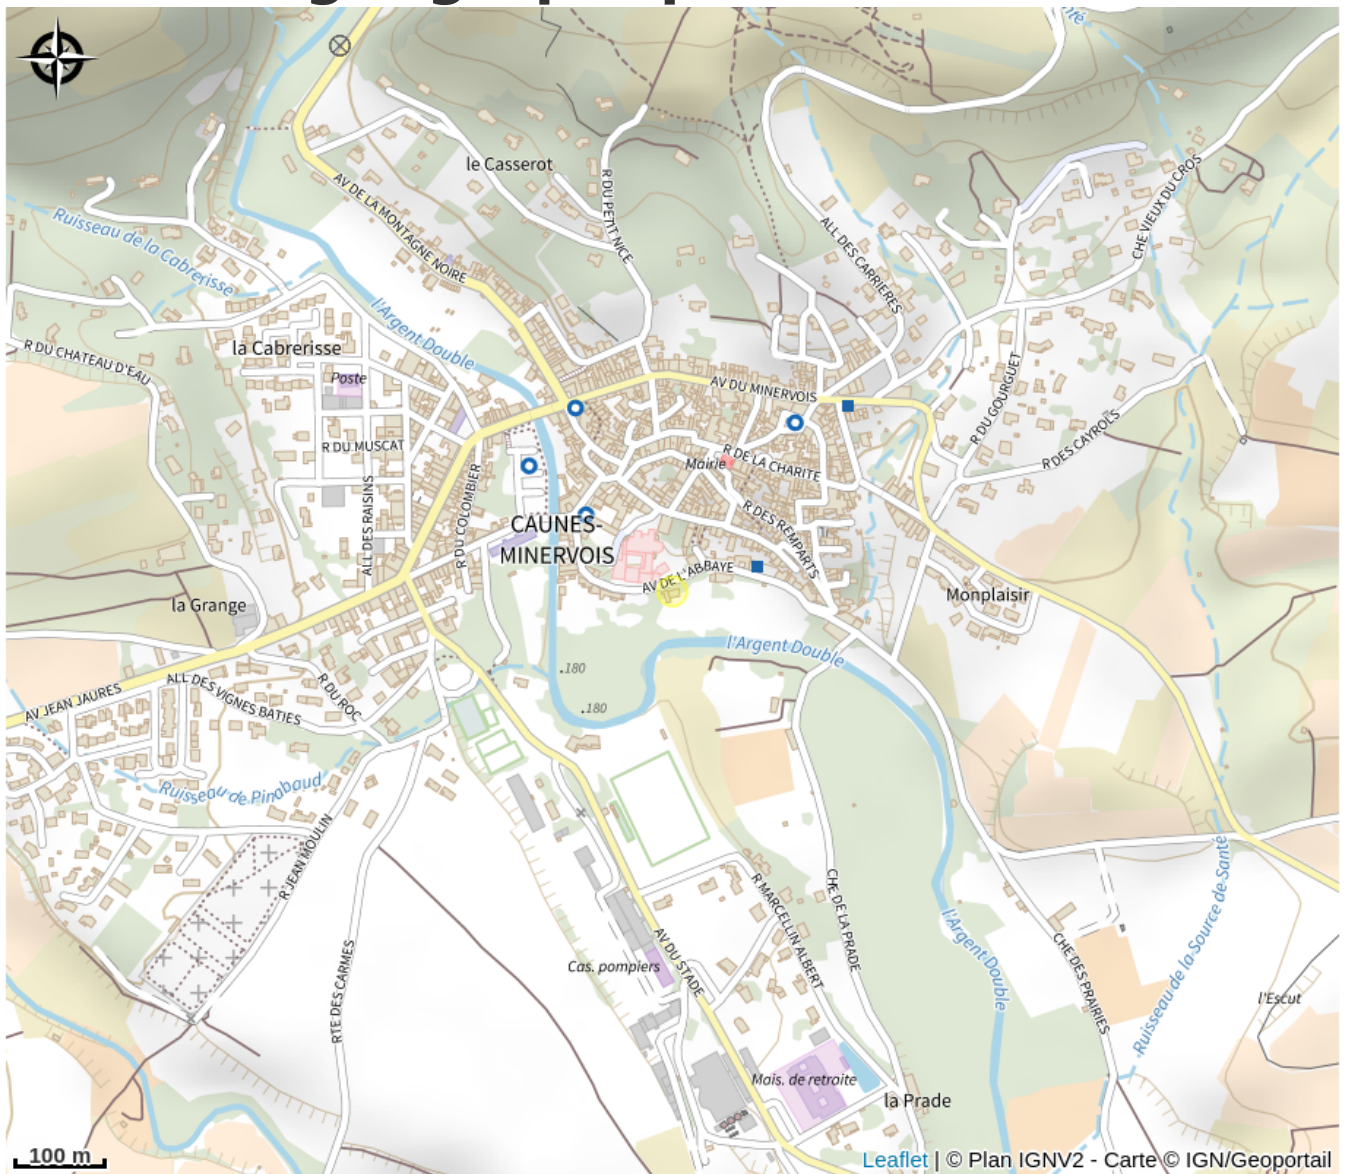 le Casserot
R DU PETIT NICE
AV DE LA MONTAGNE NOIRE
ALL DES CARRIERES
CHE VIEUX DU CROS
Ruisseau de la Cabrerisse
l'Argent Double
la Cabrerisse
R DU CHATEAU D'EAU
Poste
AV DU MINERVOIS
R DU GOURGUET
R DES CAYROLS
R DU MUSCAT
Mairie
R DE LA CHARITE
ALL DES RAISINS
R DU COLOMBIER
R DES REMPARTS
CAUNES-
MINERVOIS
AV DE L'ABBAYE
Monplaisir
la Grange
l'Argent Double
.180
.180
AV JEAN JAURES
ALL DES VIGNES BATIES
R DU ROC
Ruisseau de Pinabaud
R JEAN MOULIN
RTE DES CARMES
R MARCELLIN ALBERT
CHE DE LA PRADE
AV DU STADE
Cas. pompiers
l'Argent Double
CHE DES PRAIRIES
Ruisseau de la Source de Santé
l'Escut
Mais. de retraite
la Prade
100 m
Leaflet | © Plan IGNV2 - Carte © IGN/Geoportail